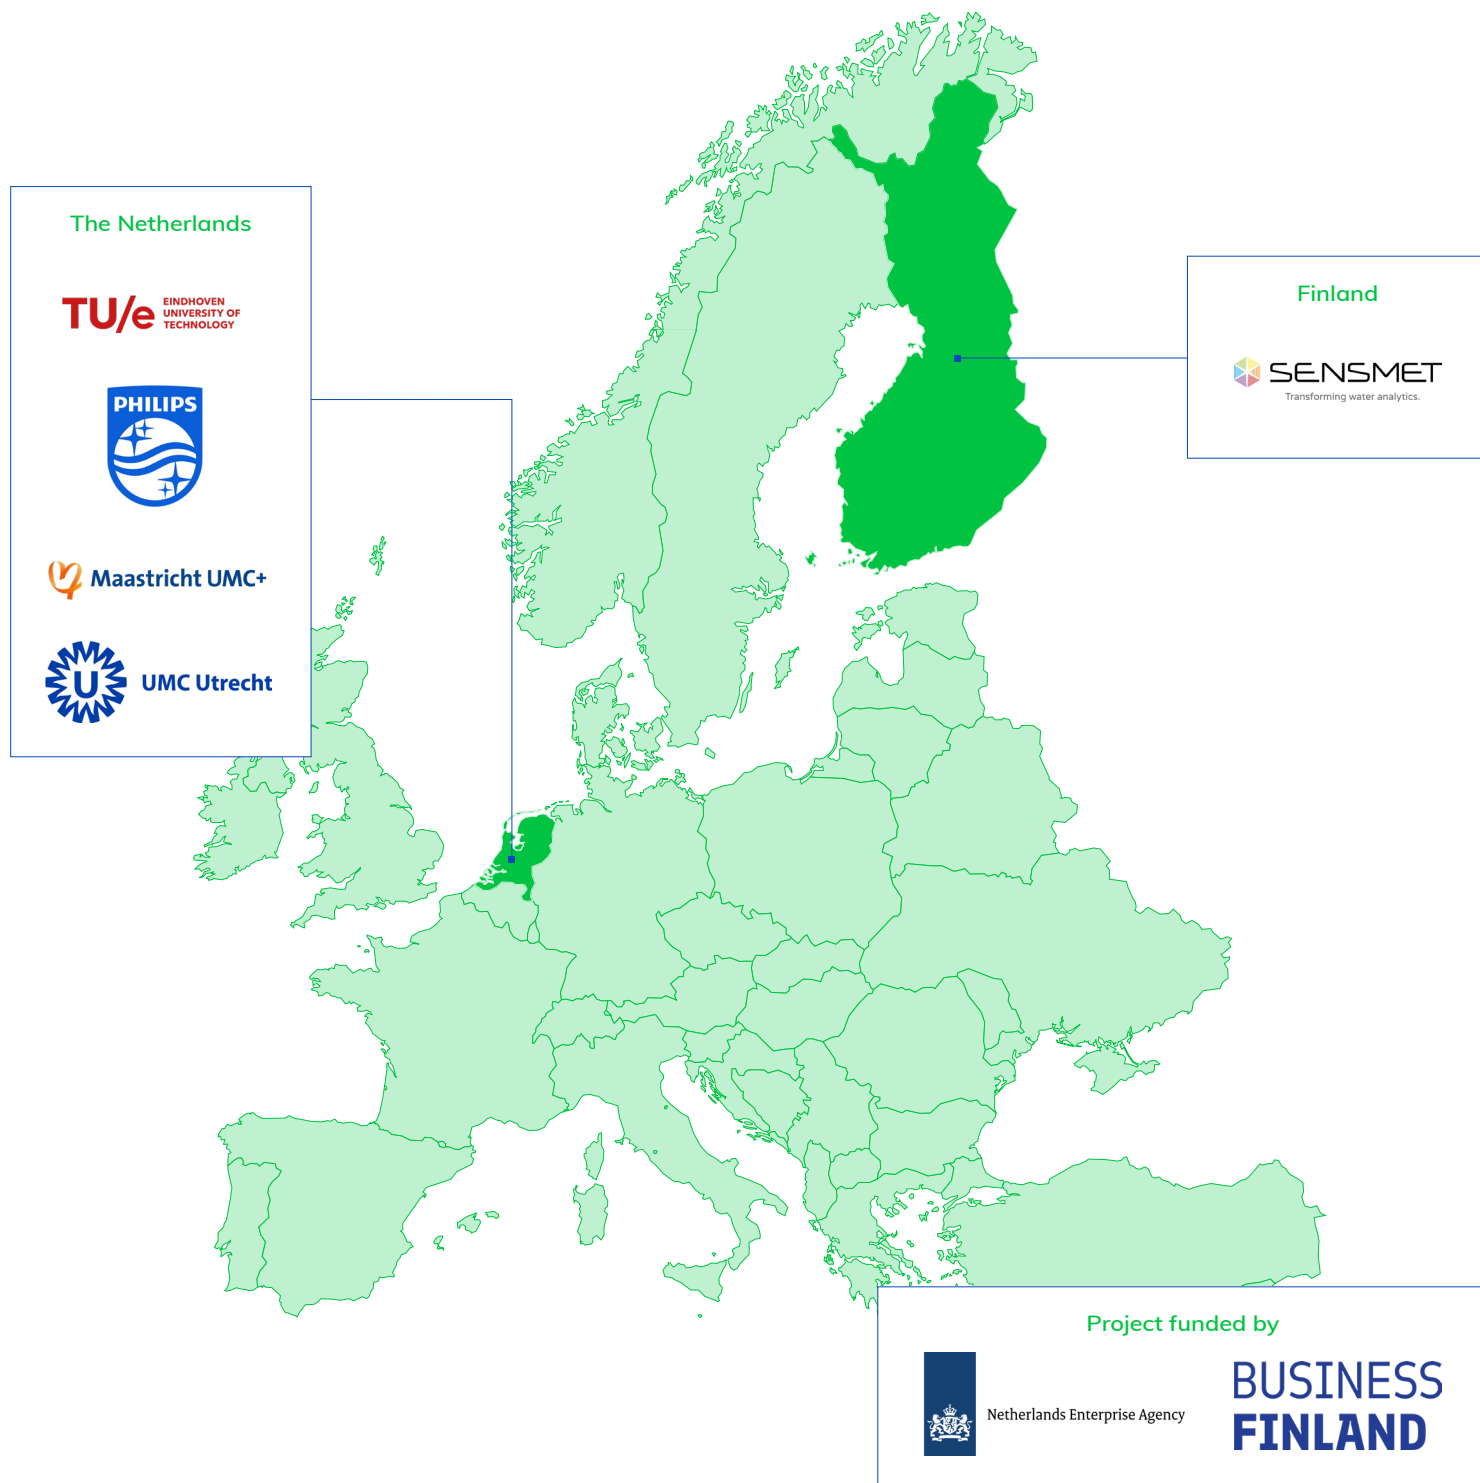 The Netherlands
TU/e
EINDHOVEN
UNIVERSITY OF
TECHNOLOGY
PHILIPS
Maastricht UMC+
U
UMC Utrecht
Finland
SENSMET
Transforming water analytics.
Project funded by
Netherlands Enterprise Agency
BUSINESS
FINLAND